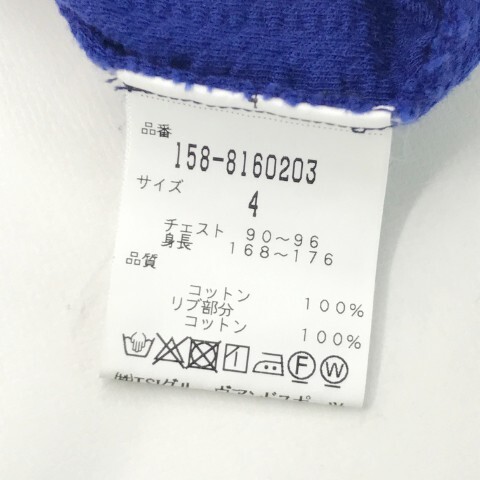 品番
158-8160203
サイズ
4
チェスト 90～96
身長 168～176
品質
コットン 100%
リブ部分
コットン 100%
F W